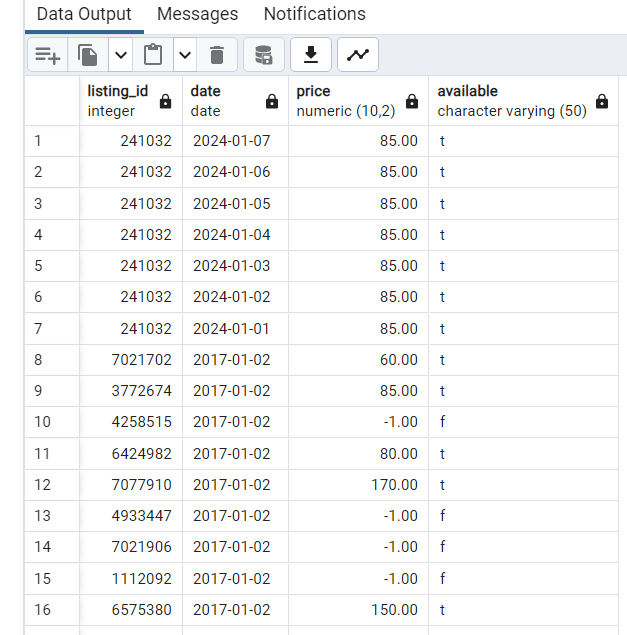 Data Output Messages Notifications
listing_id date price available
integer date numeric (10,2) character varying (50)
1 241032 2024-01-07 85.00 t
2 241032 2024-01-06 85.00 t
3 241032 2024-01-05 85.00 t
4 241032 2024-01-04 85.00 t
5 241032 2024-01-03 85.00 t
6 241032 2024-01-02 85.00 t
7 241032 2024-01-01 85.00 t
8 7021702 2017-01-02 60.00 t
9 3772674 2017-01-02 85.00 t
10 4258515 2017-01-02 -1.00 f
11 6424982 2017-01-02 80.00 t
12 7077910 2017-01-02 170.00 t
13 4933447 2017-01-02 -1.00 f
14 7021906 2017-01-02 -1.00 f
15 1112092 2017-01-02 -1.00 f
16 6575380 2017-01-02 150.00 t